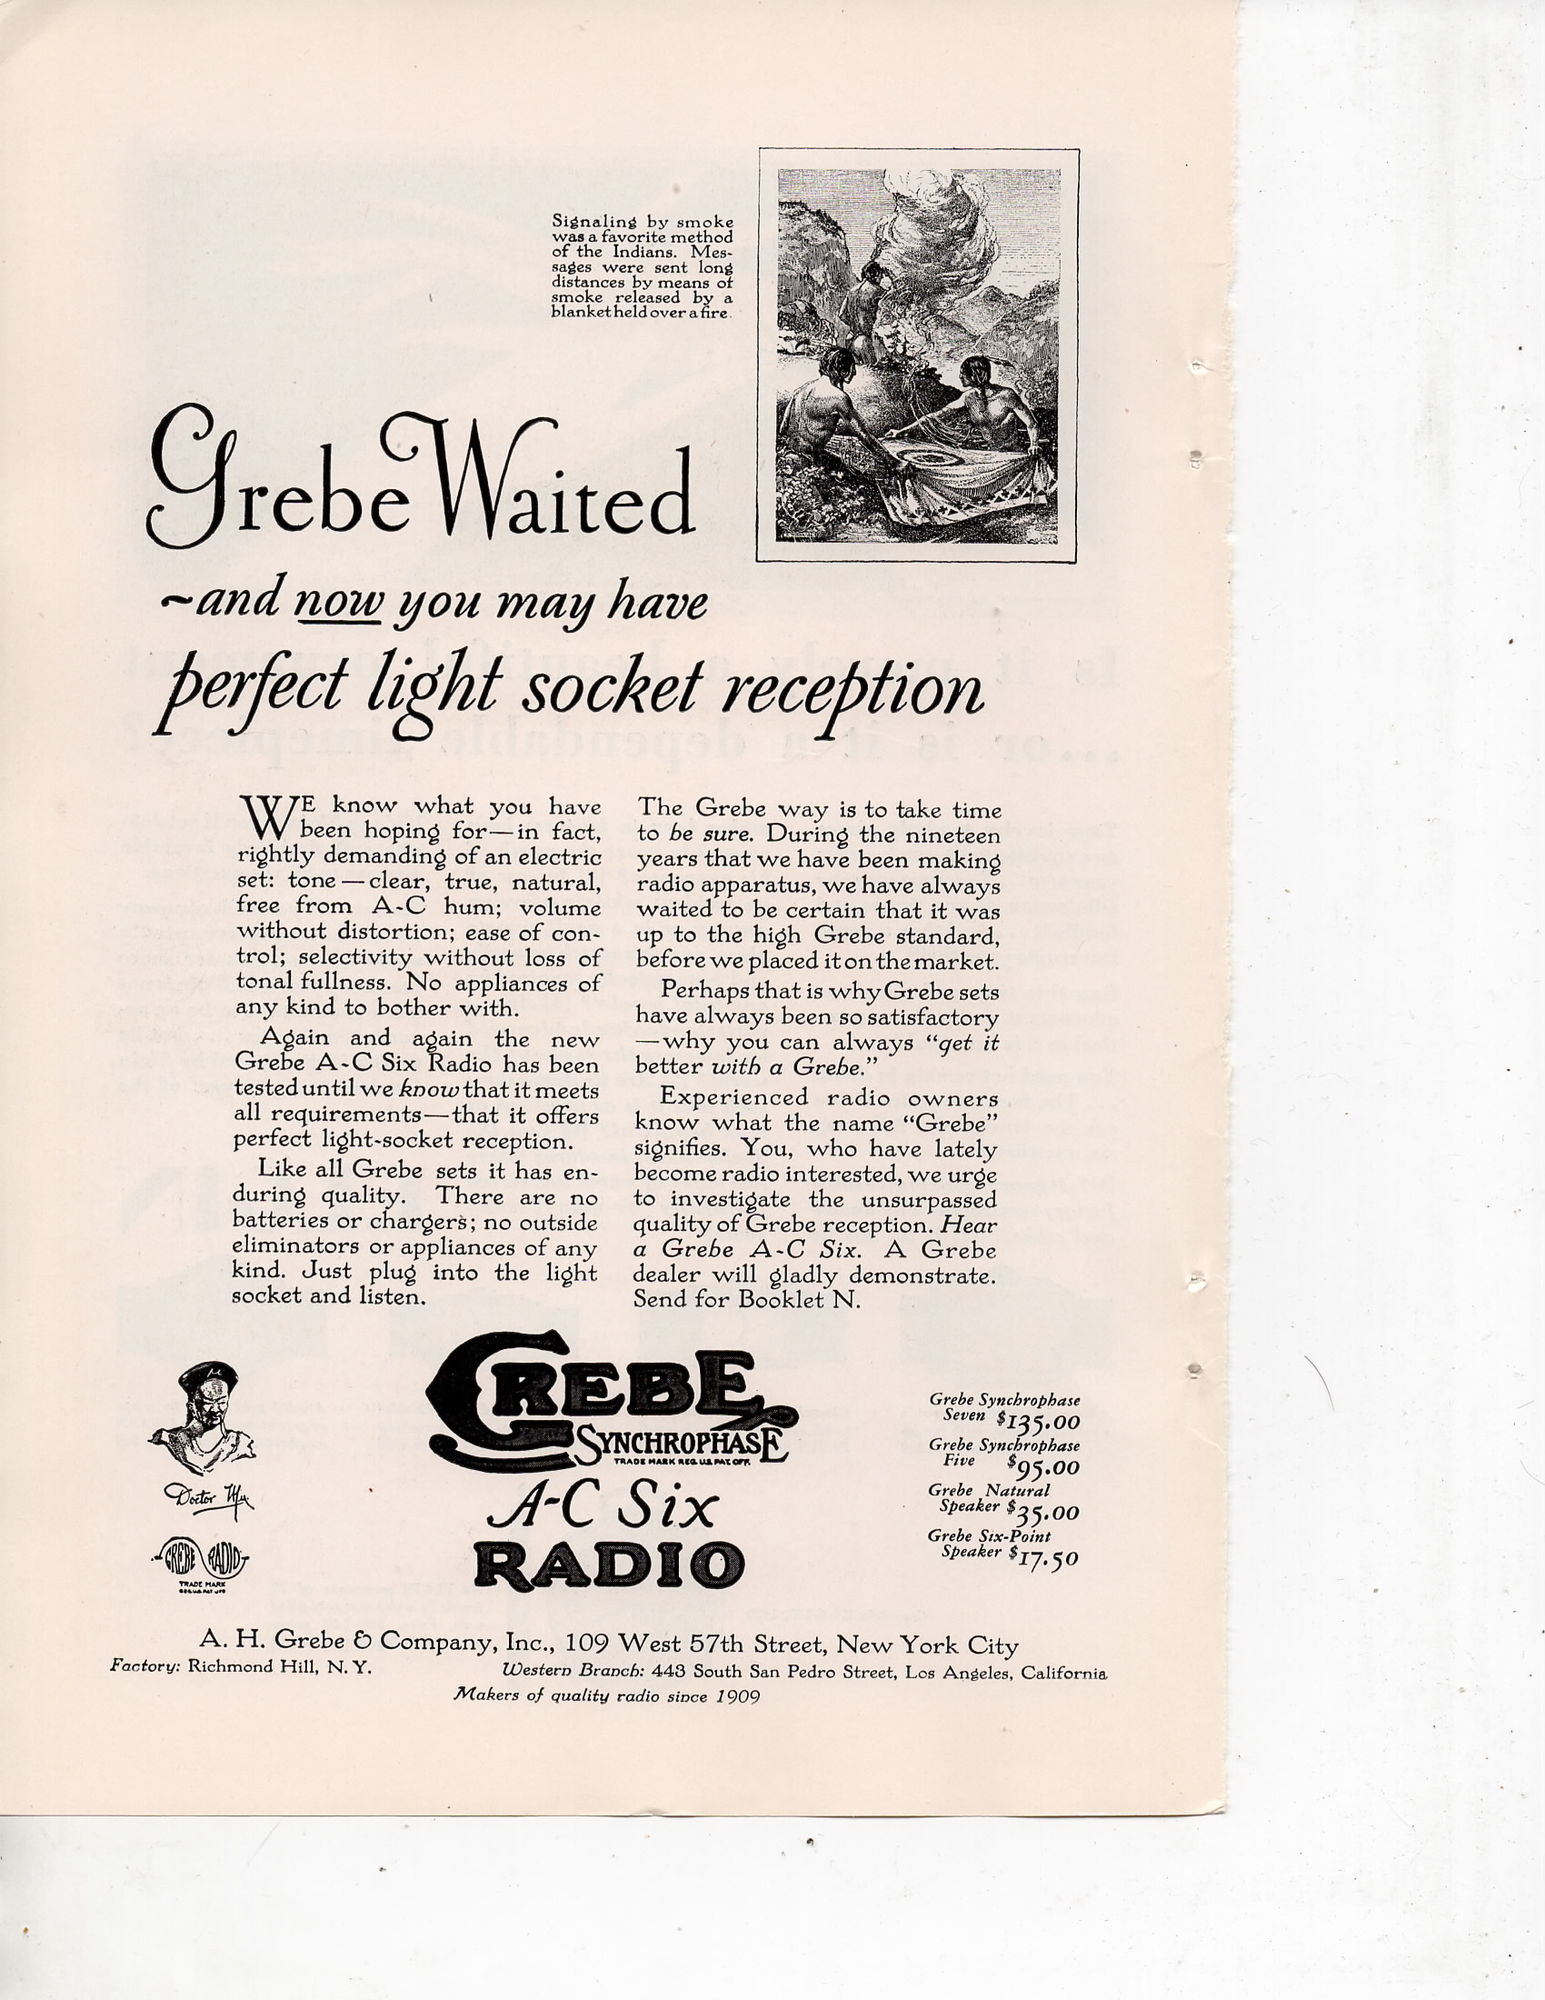 Signaling by smoke
was a favorite method
of the Indians. Mes-
sages were sent long
distances by means of
smoke released by a
blanket held over a fire.
Grebe Waited
~and now you may have
perfect light socket reception
WE know what you have
been hoping for—in fact,
rightly demanding of an electric
set: tone—clear, true, natural,
free from A-C hum; volume
without distortion; ease of con-
trol; selectivity without loss of
tonal fullness. No appliances of
any kind to bother with.
Again and again the new
Grebe A-C Six Radio has been
tested until we know that it meets
all requirements—that it offers
perfect light-socket reception.
Like all Grebe sets it has en-
during quality. There are no
batteries or chargers; no outside
eliminators or appliances of any
kind. Just plug into the light
socket and listen.
The Grebe way is to take time
to be sure. During the nineteen
years that we have been making
radio apparatus, we have always
waited to be certain that it was
up to the high Grebe standard,
before we placed it on the market.
Perhaps that is why Grebe sets
have always been so satisfactory
—why you can always "get it
better with a Grebe."
Experienced radio owners
know what the name "Grebe"
signifies. You, who have lately
become radio interested, we urge
to investigate the unsurpassed
quality of Grebe reception. Hear
a Grebe A-C Six. A Grebe
dealer will gladly demonstrate.
Send for Booklet N.
Doctor Mu
GREBE RADIO
TRADE MARK
REG. U.S. PAT. OFF.
GREBE
SYNCHROPHASE
TRADE MARK REG. U.S. PAT. OFF.
A-C Six
RADIO
Grebe Synchrophase
Seven $135.00
Grebe Synchrophase
Five $95.00
Grebe Natural
Speaker $35.00
Grebe Six-Point
Speaker $17.50
A. H. Grebe & Company, Inc., 109 West 57th Street, New York City
Factory: Richmond Hill, N. Y. Western Branch: 443 South San Pedro Street, Los Angeles, California
Makers of quality radio since 1909